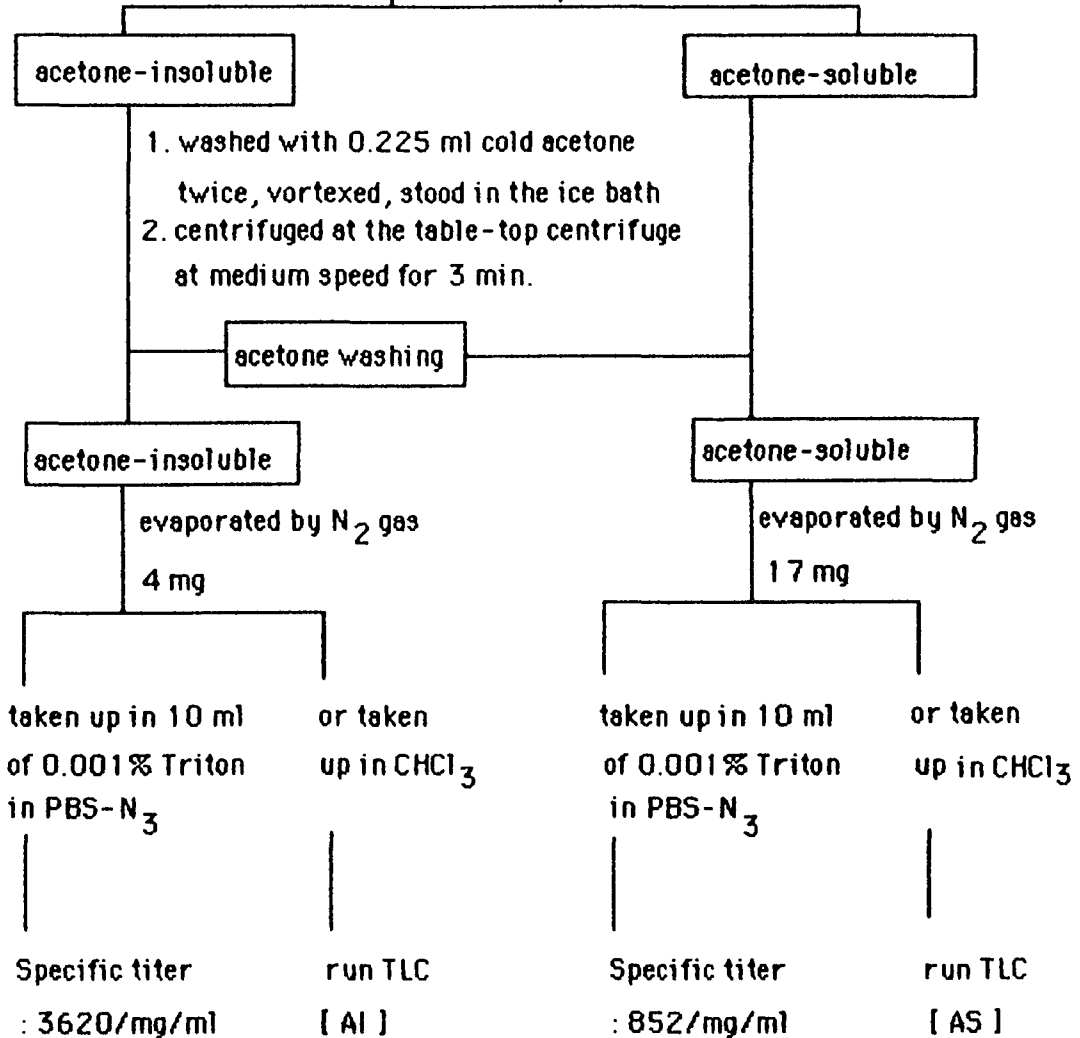 acetone-insoluble
acetone-soluble
1. washed with 0.225 ml cold acetone
twice, vortexed, stood in the ice bath
2. centrifuged at the table-top centrifuge
at medium speed for 3 min.
acetone washing
acetone-insoluble
acetone-soluble
evaporated by N2 gas
4 mg
evaporated by N2 gas
17 mg
taken up in 10 ml
of 0.001% Triton
in PBS-N3
or taken
up in CHCl3
taken up in 10 ml
of 0.001% Triton
in PBS-N3
or taken
up in CHCl3
Specific titer
: 3620/mg/ml
run TLC
[ AI ]
Specific titer
: 852/mg/ml
run TLC
[ AS ]